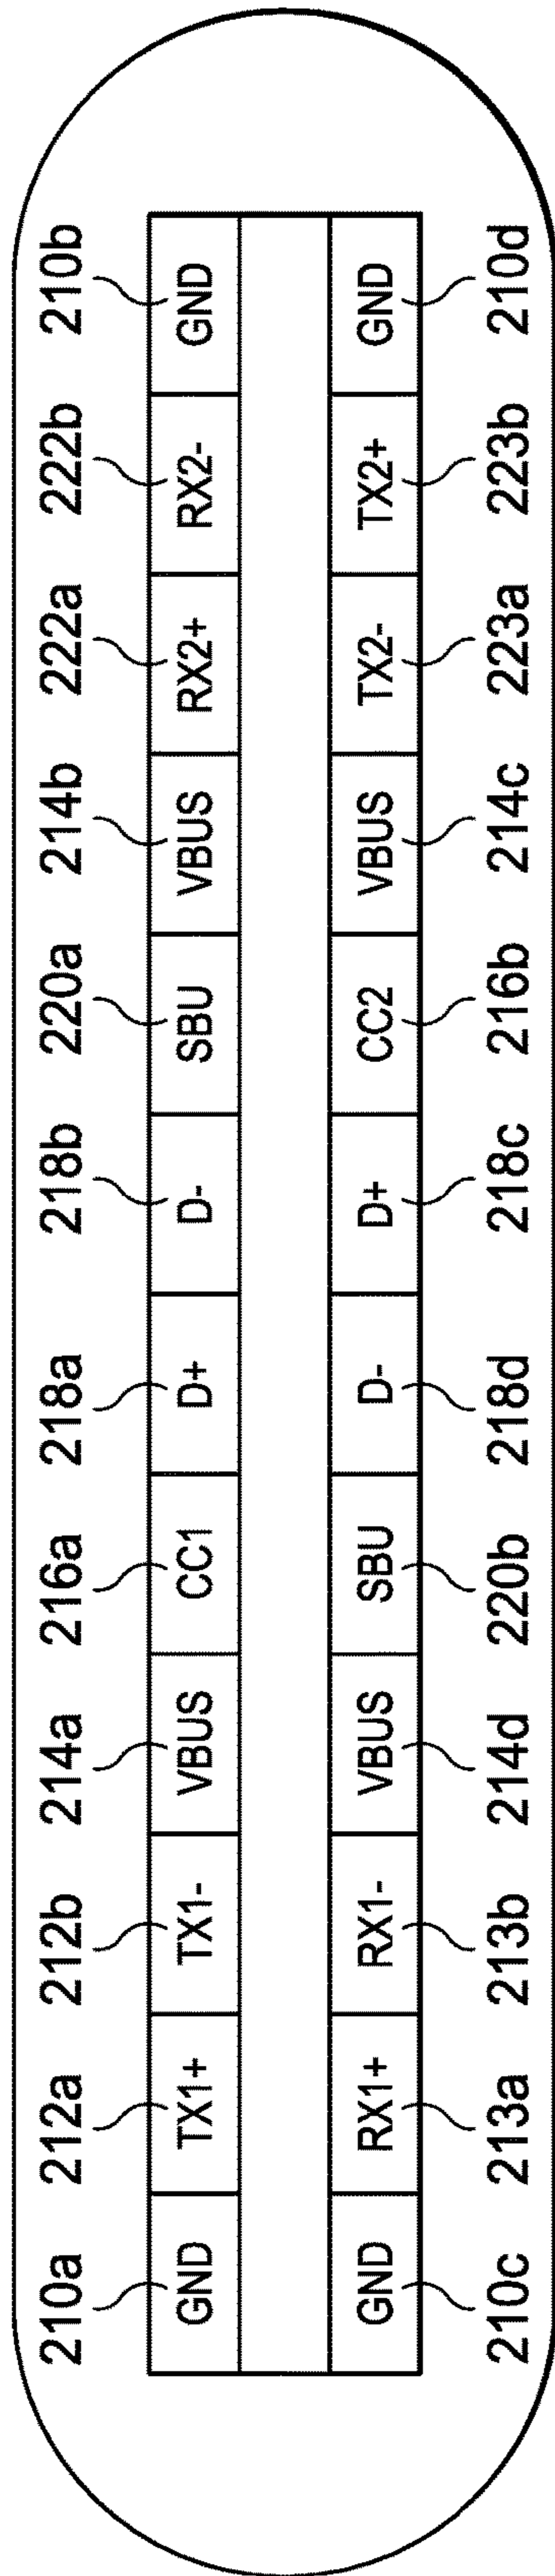 210a 212a 212b 214a 216a 218a 218b 220a 214b 222a 222b 210b
GND TX1+ TX1- VBUS CC1 D+ D- SBU VBUS RX2+ RX2- GND
GND RX1+ RX1- VBUS SBU D- D+ CC2 VBUS TX2- TX2+ GND
210c 213a 213b 214d 220b 218d 218c 216b 214c 223a 223b 210d